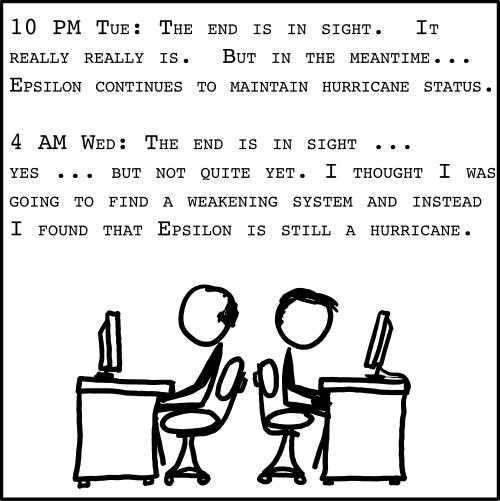 10 PM Tue: The end is in sight. It
really really is. But in the meantime...
Epsilon continues to maintain hurricane status.
4 AM Wed: The end is in sight ...
yes ... but not quite yet. I thought I was
going to find a weakening system and instead
I found that Epsilon is still a hurricane.